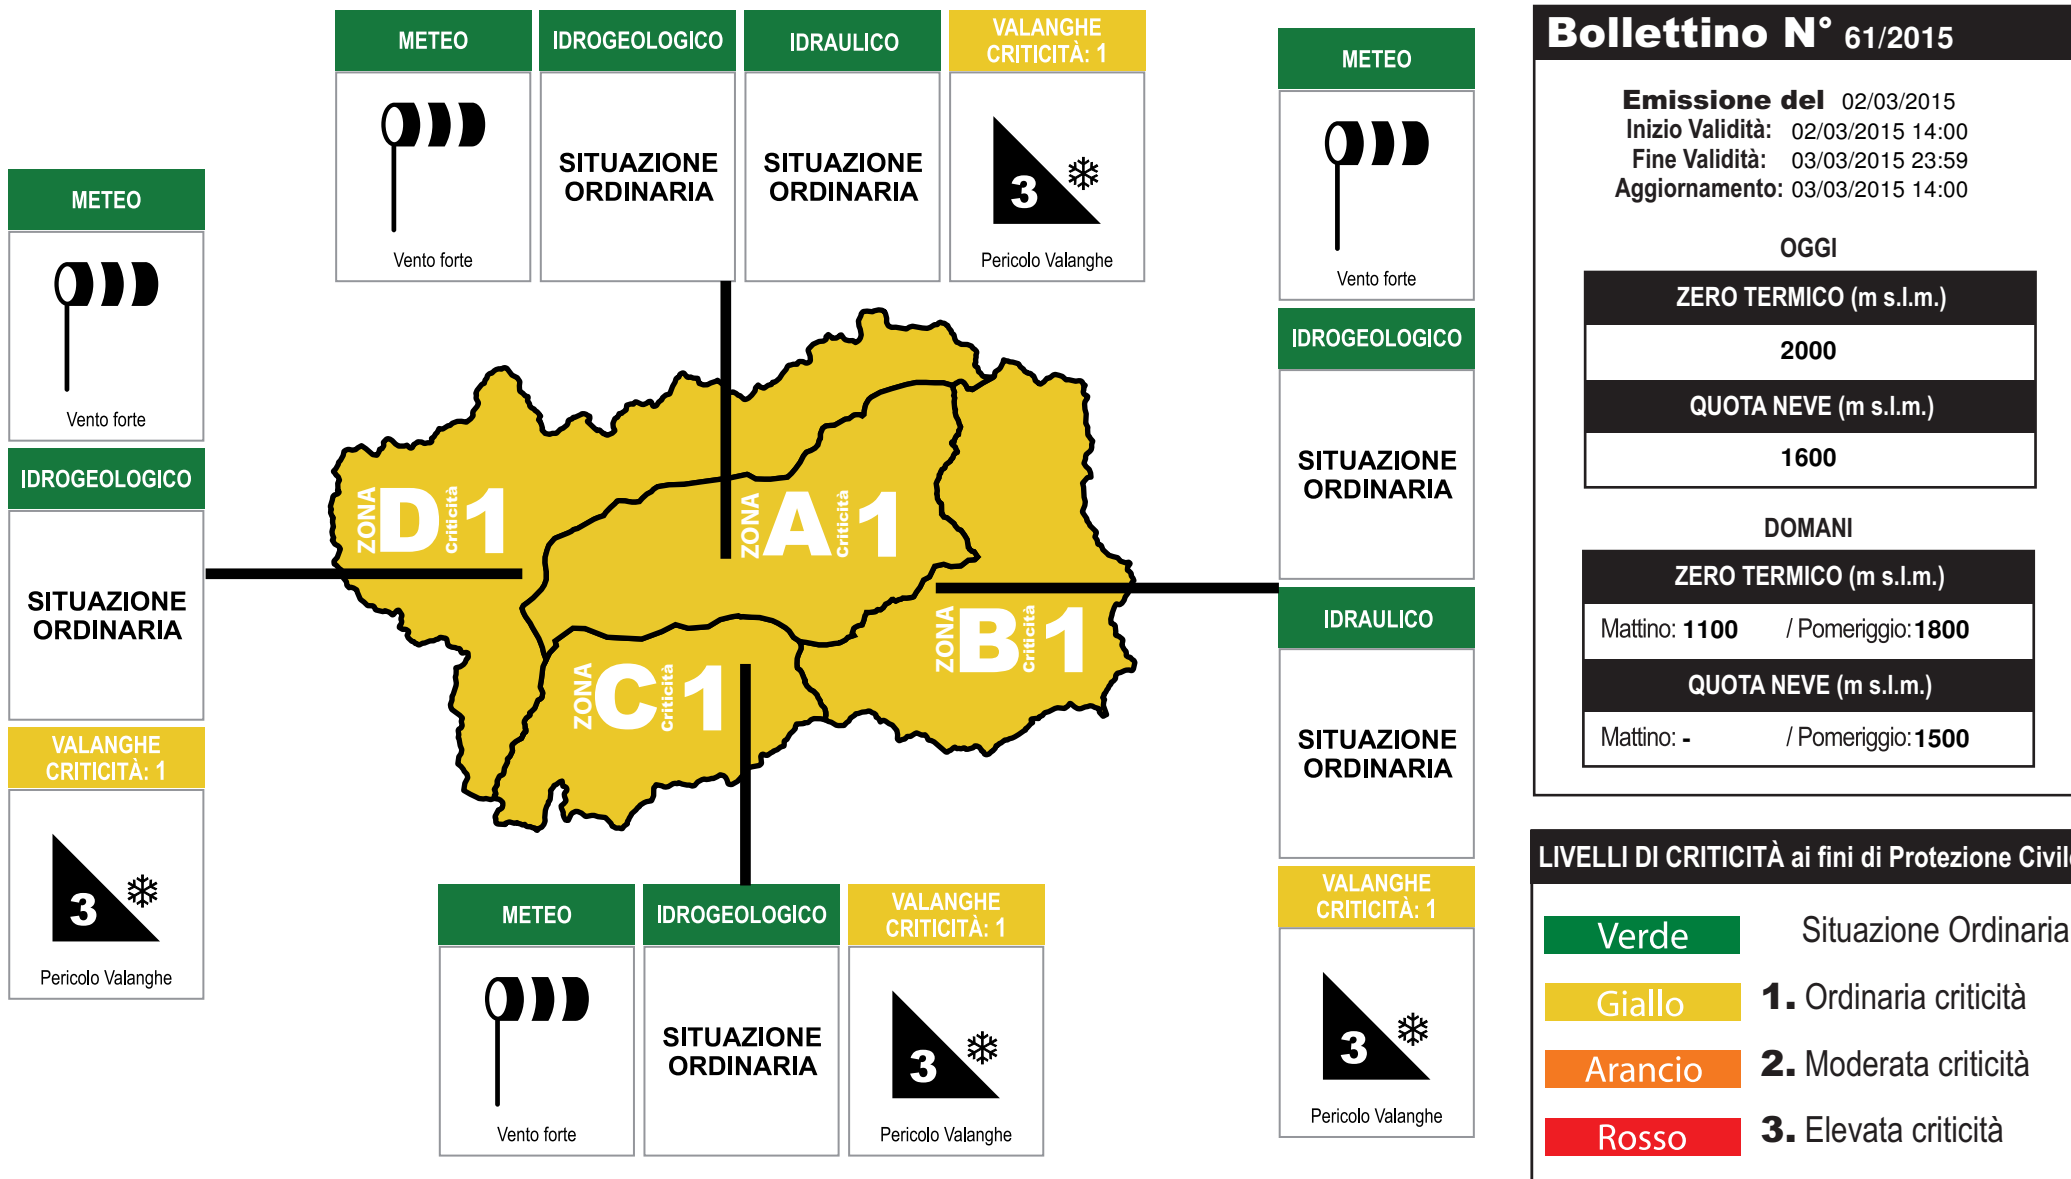 METEO
Vento forte
IDROGEOLOGICO
SITUAZIONE
ORDINARIA
VALANGHE
CRITICITÀ: 1
3
Pericolo Valanghe
METEO
Vento forte
IDROGEOLOGICO
SITUAZIONE
ORDINARIA
IDRAULICO
SITUAZIONE
ORDINARIA
VALANGHE
CRITICITÀ: 1
3
Pericolo Valanghe
ZONA D Criticità 1
ZONA A Criticità 1
ZONA B Criticità 1
ZONA C Criticità 1
METEO
Vento forte
IDROGEOLOGICO
SITUAZIONE
ORDINARIA
VALANGHE
CRITICITÀ: 1
3
Pericolo Valanghe
METEO
Vento forte
IDROGEOLOGICO
SITUAZIONE
ORDINARIA
IDRAULICO
SITUAZIONE
ORDINARIA
VALANGHE
CRITICITÀ: 1
3
Pericolo Valanghe
Bollettino N° 61/2015
Emissione del 02/03/2015
Inizio Validità: 02/03/2015 14:00
Fine Validità: 03/03/2015 23:59
Aggiornamento: 03/03/2015 14:00
OGGI
ZERO TERMICO (m s.l.m.)
2000
QUOTA NEVE (m s.l.m.)
1600
DOMANI
ZERO TERMICO (m s.l.m.)
Mattino: 1100 / Pomeriggio: 1800
QUOTA NEVE (m s.l.m.)
Mattino: - / Pomeriggio: 1500
LIVELLI DI CRITICITÀ ai fini di Protezione Civil
Verde Situazione Ordinaria
Giallo 1. Ordinaria criticità
Arancio 2. Moderata criticità
Rosso 3. Elevata criticità